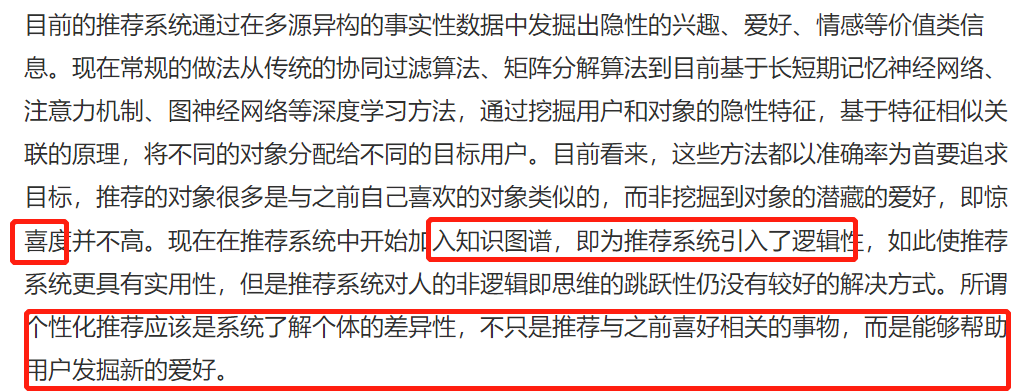 目前的推荐系统通过在多源异构的事实性数据中发掘出隐性的兴趣、爱好、情感等价值类信
息。现在常规的做法从传统的协同过滤算法、矩阵分解算法到目前基于长短期记忆神经网络、
注意力机制、图神经网络等深度学习方法，通过挖掘用户和对象的隐性特征，基于特征相似关
联的原理，将不同的对象分配给不同的目标用户。目前看来，这些方法都以准确率为首要追求
目标，推荐的对象很多是与之前自己喜欢的对象类似的，而非挖掘到对象的潜藏的爱好，即惊
喜度并不高。现在在推荐系统中开始加入知识图谱，即为推荐系统引入了逻辑性，如此使推荐
系统更具有实用性，但是推荐系统对人的非逻辑即思维的跳跃性仍没有较好的解决方式。所谓
个性化推荐应该是系统了解个体的差异性，不只是推荐与之前喜好相关的事物，而是能够帮助
用户发掘新的爱好。